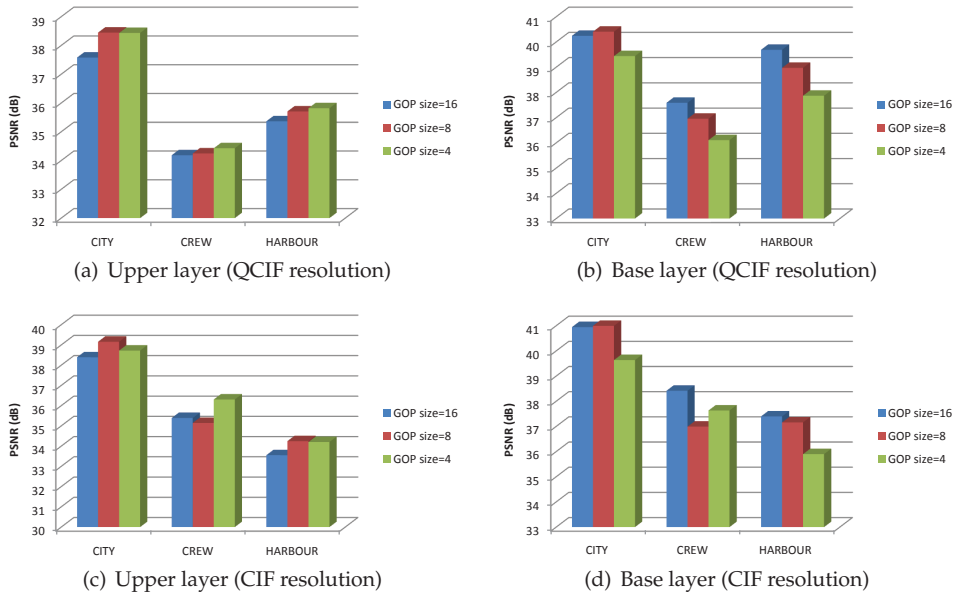 39
38
37
36
35
34
33
32
PSNR (dB)
CITY CREW HARBOUR
GOP size=16
GOP size=8
GOP size=4
(a) Upper layer (QCIF resolution)
41
40
39
38
37
36
35
34
33
PSNR (dB)
CITY CREW HARBOUR
GOP size=16
GOP size=8
GOP size=4
(b) Base layer (QCIF resolution)
40
39
38
37
36
35
34
33
32
31
30
PSNR (dB)
CITY CREW HARBOUR
GOP size=16
GOP size=8
GOP size=4
(c) Upper layer (CIF resolution)
41
40
39
38
37
36
35
34
33
PSNR (dB)
CITY CREW HARBOUR
GOP size=16
GOP size=8
GOP size=4
(d) Base layer (CIF resolution)